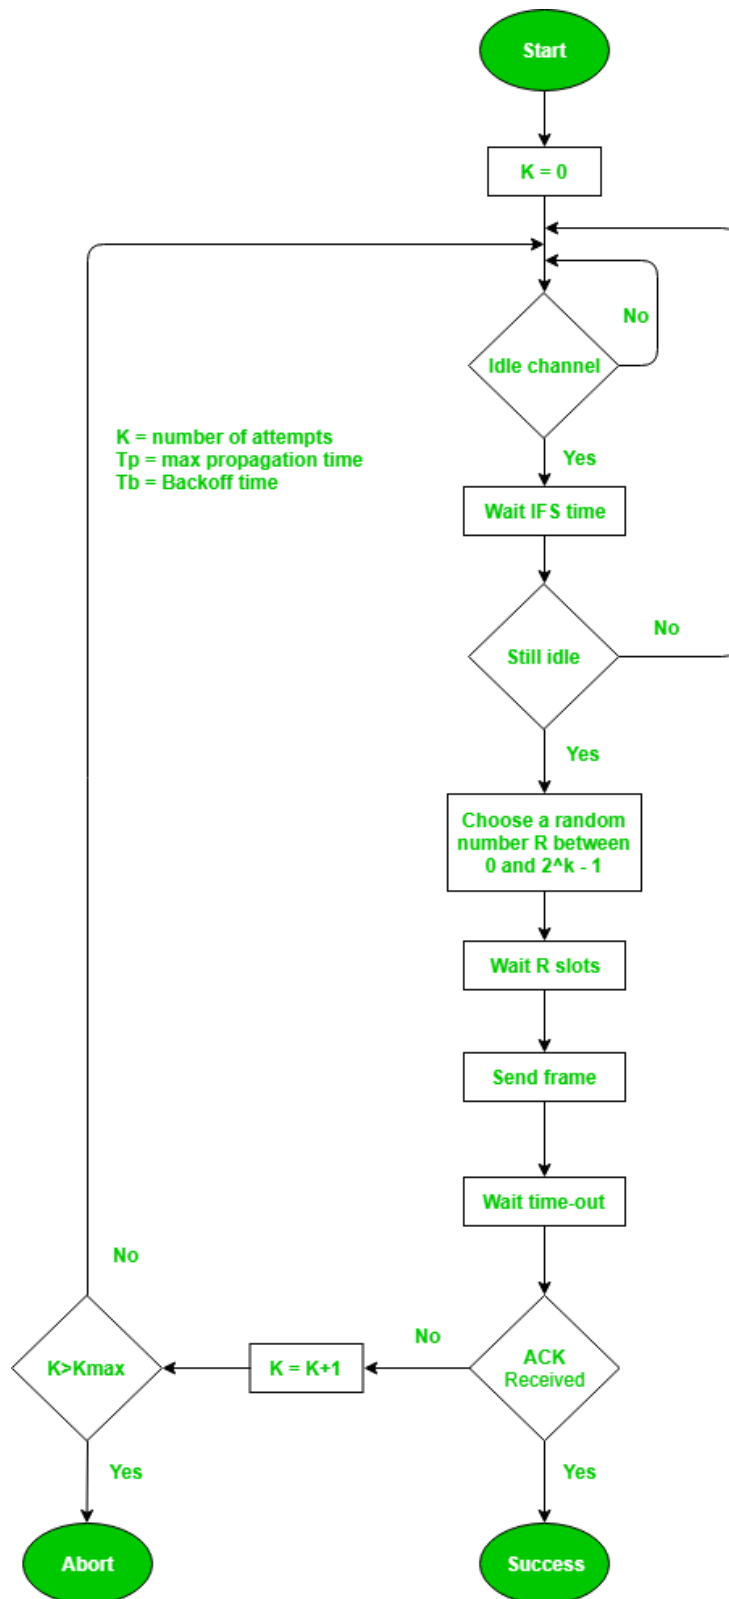 Start
K = 0
Idle channel
No
K = number of attempts
Tp = max propagation time
Tb = Backoff time
Yes
Wait IFS time
Still idle
No
Yes
Choose a random
number R between
0 and 2^k - 1
Wait R slots
Send frame
Wait time-out
No
K>Kmax
K = K+1
No
ACK
Received
Yes
Yes
Abort
Success